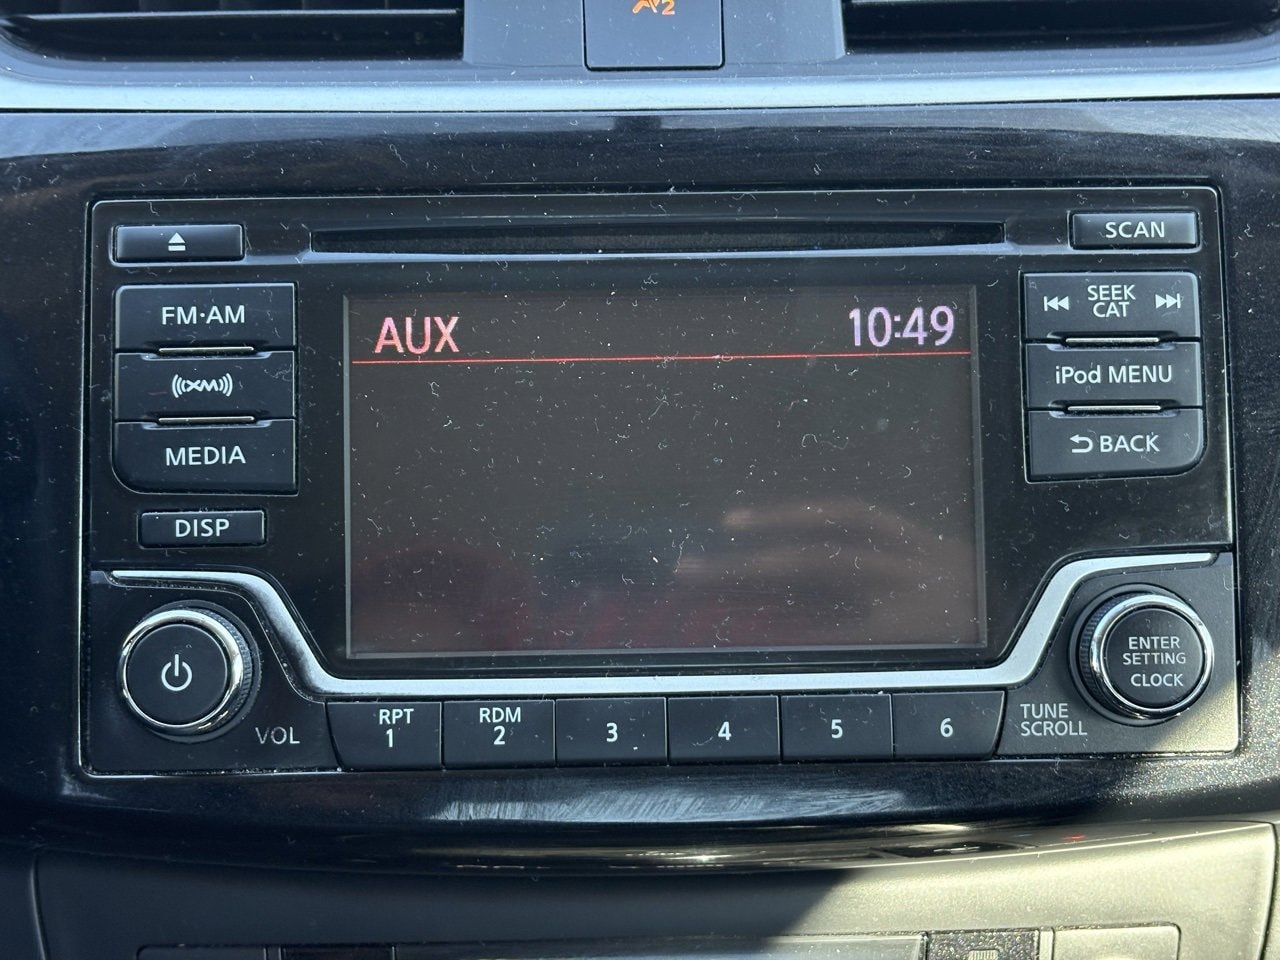 SCAN
FM·AM
((XM))
MEDIA
DISP
AUX 10:49
SEEK
CAT
iPod MENU
BACK
VOL
RPT
1
RDM
2
3
4
5
6
TUNE
SCROLL
ENTER
SETTING
CLOCK